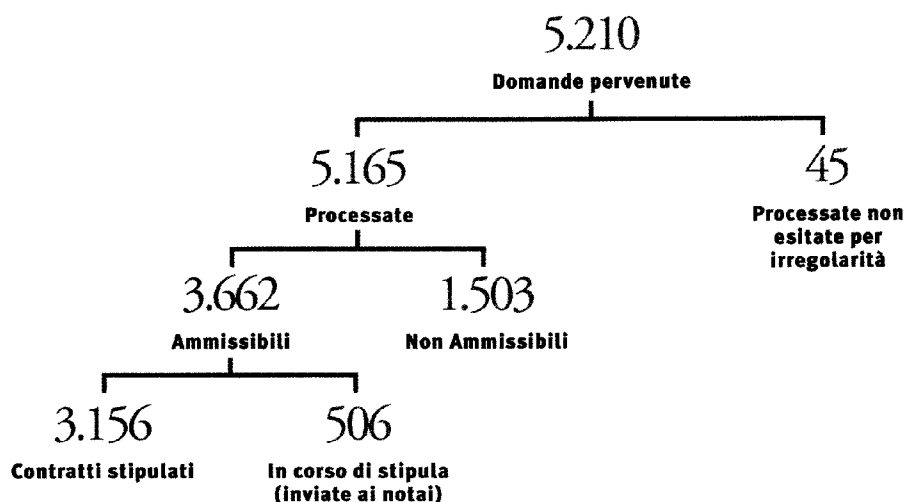 5.210
Domande pervenute
5.165
Processate
45
Processate non
esitate per
irregolarità
3.662
Ammissibili
1.503
Non Ammissibili
3.156
Contratti stipulati
506
In corso di stipula
(inviate ai notai)